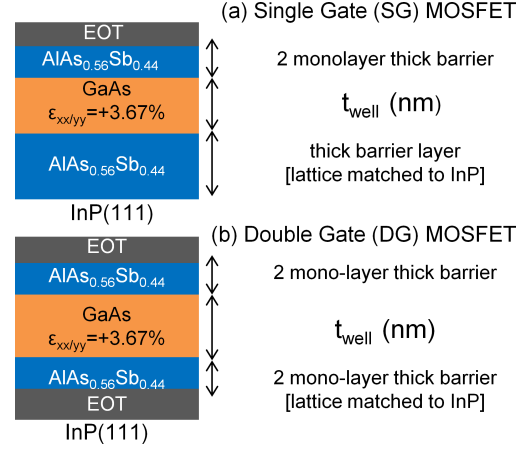 (a) Single Gate (SG) MOSFET
EOT
AlAs₀.₅₆Sb₀.₄₄
2 monolayer thick barrier
GaAs
εxx/yy=+3.67%
t_well (nm)
AlAs₀.₅₆Sb₀.₄₄
thick barrier layer
[lattice matched to InP]
InP(111)
(b) Double Gate (DG) MOSFET
EOT
AlAs₀.₅₆Sb₀.₄₄
2 mono-layer thick barrier
GaAs
εxx/yy=+3.67%
t_well (nm)
AlAs₀.₅₆Sb₀.₄₄
2 mono-layer thick barrier
EOT
[lattice matched to InP]
InP(111)